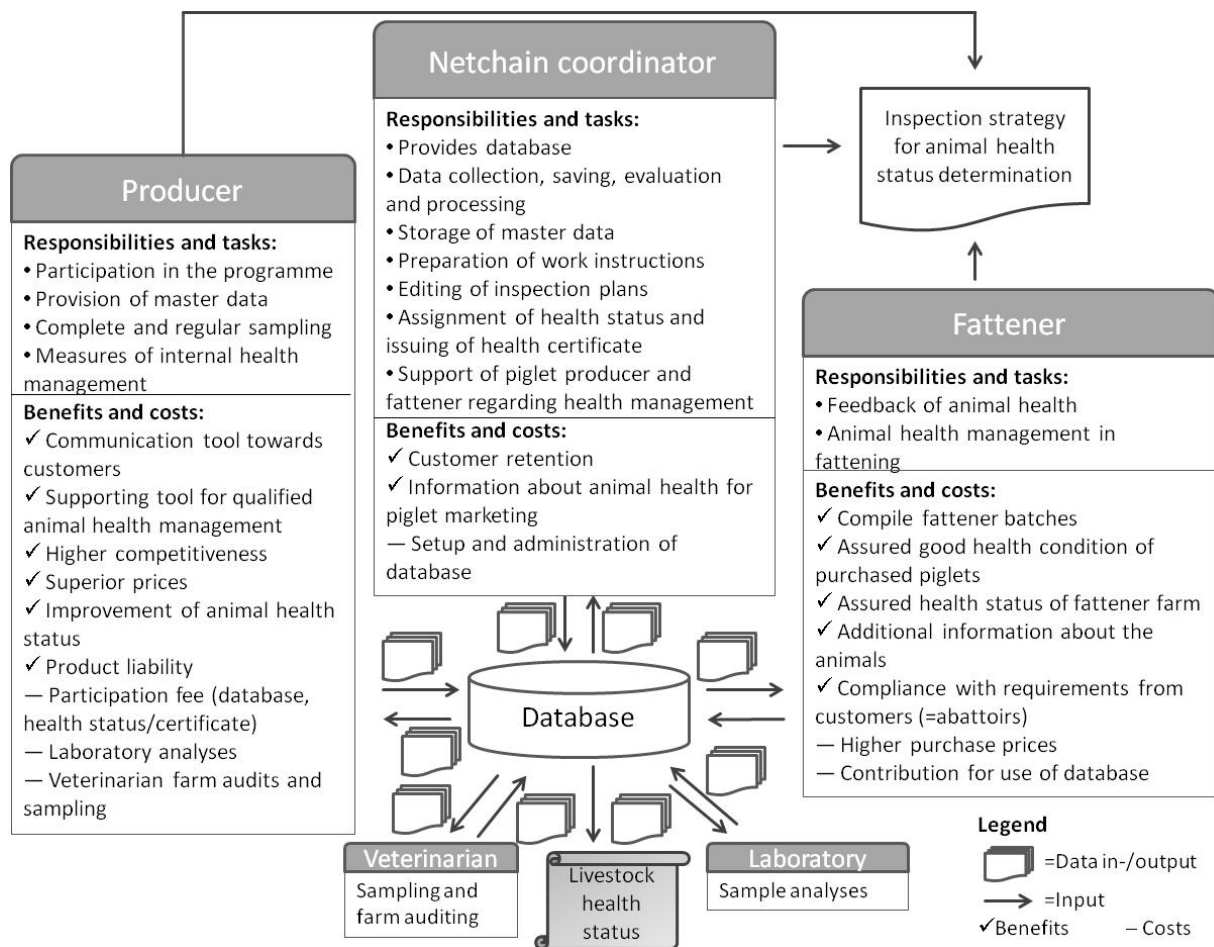 Netchain coordinator
Responsibilities and tasks:
• Provides database
• Data collection, saving, evaluation
and processing
• Storage of master data
• Preparation of work instructions
• Editing of inspection plans
• Assignment of health status and
issuing of health certificate
• Support of piglet producer and
fattener regarding health management
Benefits and costs:
✓ Customer retention
✓ Information about animal health for
piglet marketing
— Setup and administration of
database
Inspection strategy
for animal health
status determination
Producer
Responsibilities and tasks:
• Participation in the programme
• Provision of master data
• Complete and regular sampling
• Measures of internal health
management
Benefits and costs:
✓ Communication tool towards
customers
✓ Supporting tool for qualified
animal health management
✓ Higher competitiveness
✓ Superior prices
✓ Improvement of animal health
status
✓ Product liability
— Participation fee (database,
health status/certificate)
— Laboratory analyses
— Veterinarian farm audits and
sampling
Fattener
Responsibilities and tasks:
• Feedback of animal health
• Animal health management in
fattening
Benefits and costs:
✓ Compile fattener batches
✓ Assured good health condition of
purchased piglets
✓ Assured health status of fattener farm
✓ Additional information about the
animals
✓ Compliance with requirements from
customers (=abattoirs)
— Higher purchase prices
— Contribution for use of database
Database
Veterinarian
Sampling and
farm auditing
Livestock
health
status
Laboratory
Sample analyses
Legend
=Data in-/output
=Input
✓Benefits – Costs